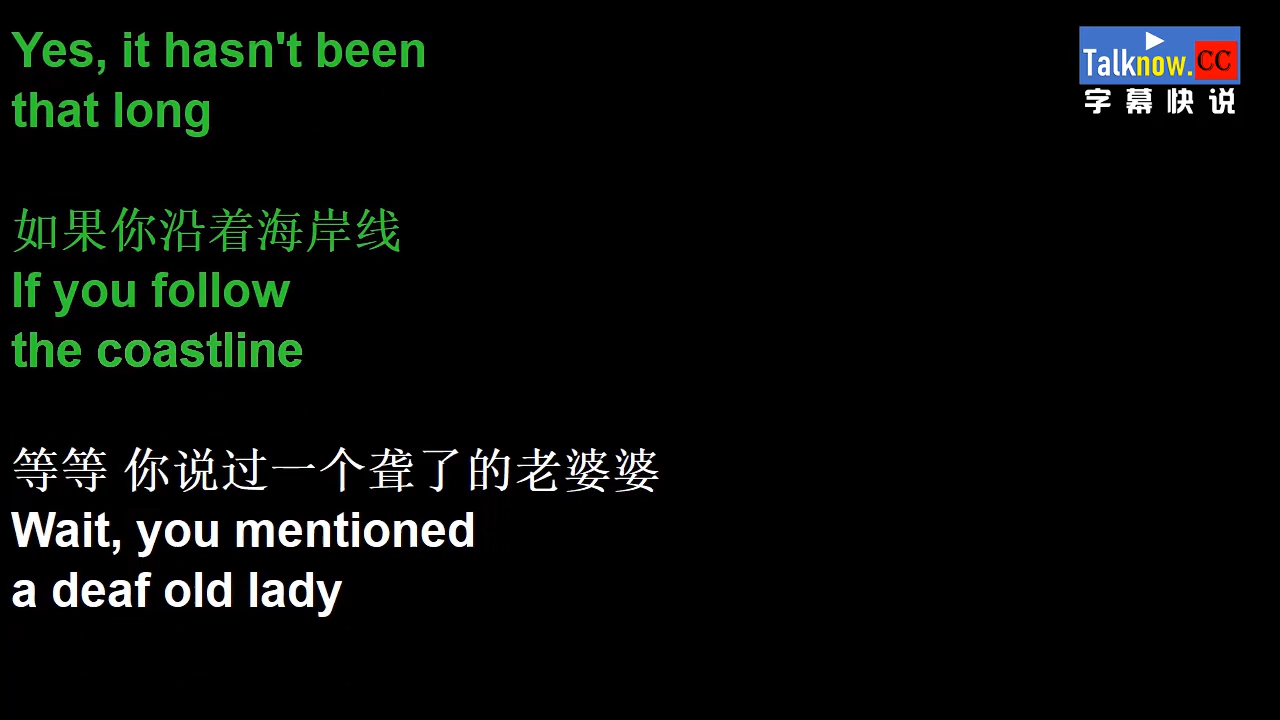 Yes, it hasn't been
that long
如果你沿着海岸线
If you follow
the coastline
等等 你说过一个聋了的老婆婆
Wait, you mentioned
a deaf old lady
Talknow.CC
字幕快说